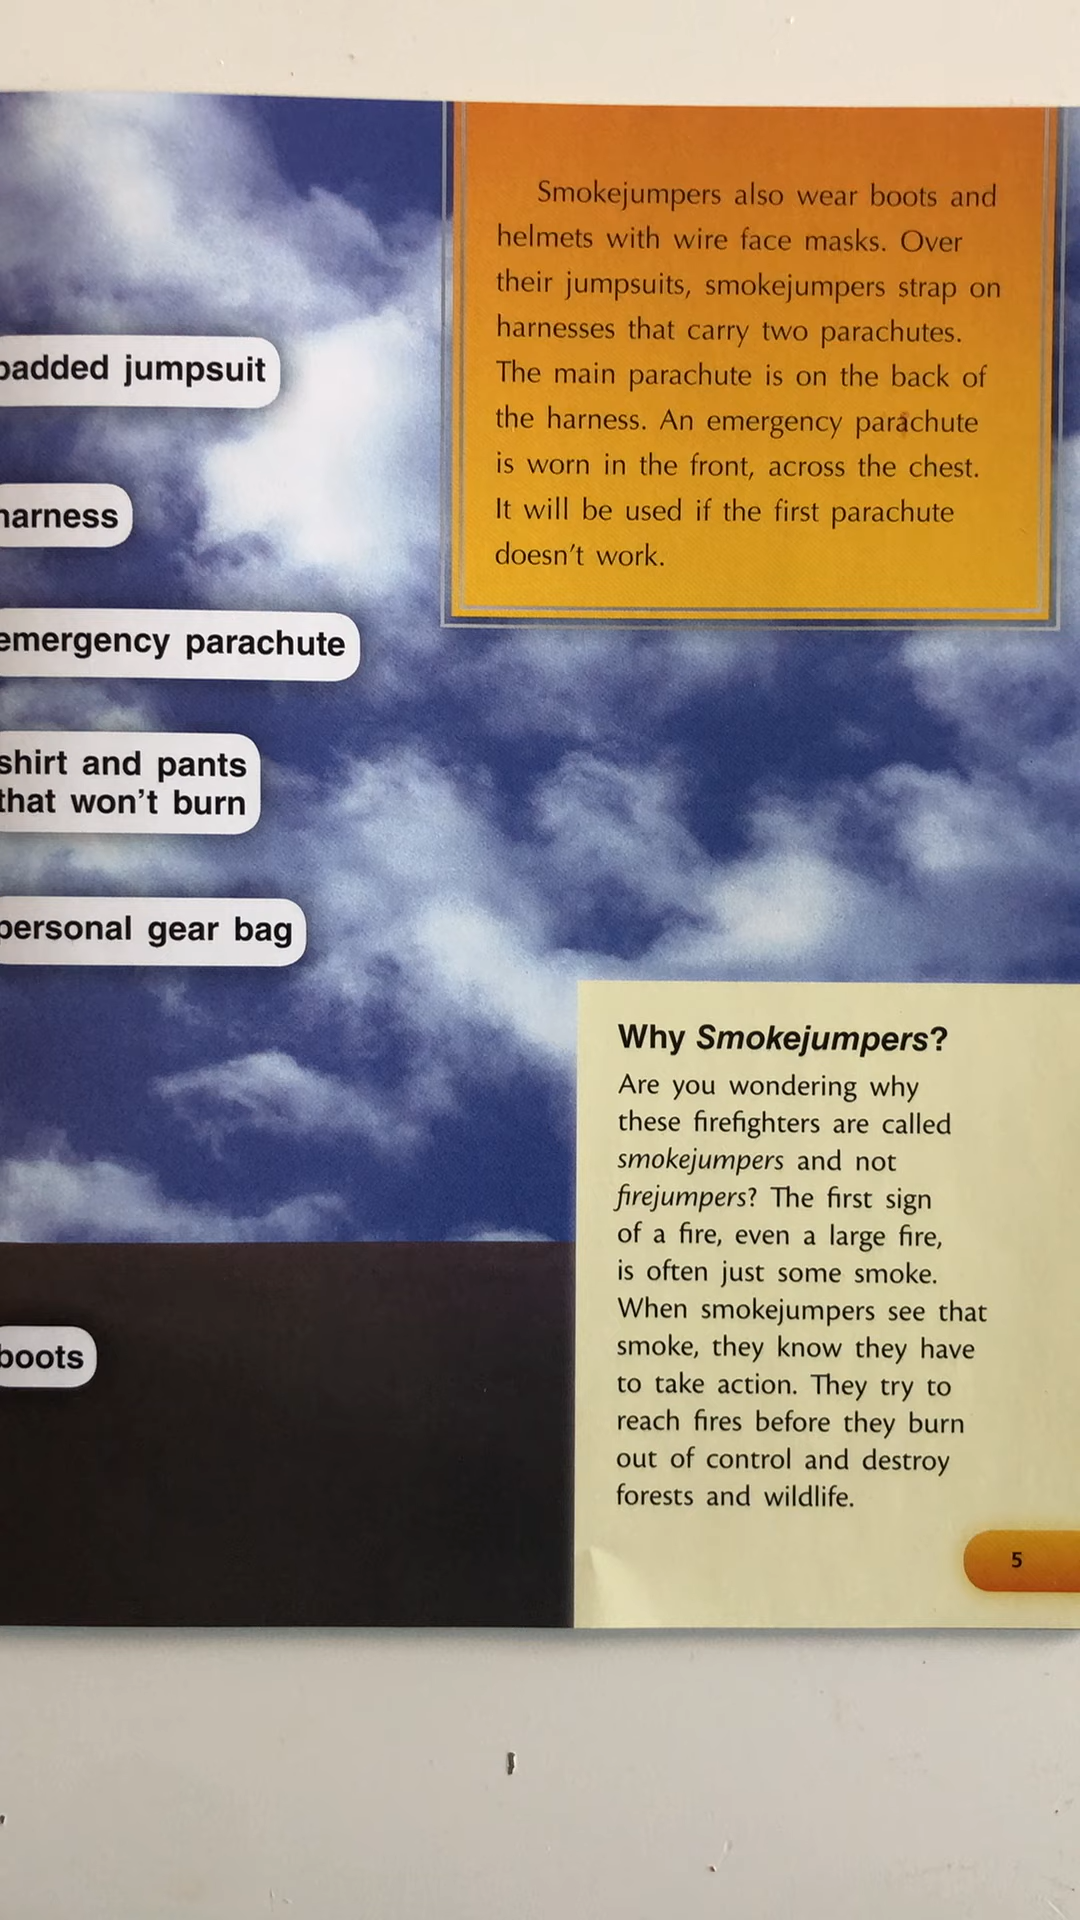 Smokejumpers also wear boots and
helmets with wire face masks. Over
their jumpsuits, smokejumpers strap on
harnesses that carry two parachutes.
The main parachute is on the back of
the harness. An emergency parachute
is worn in the front, across the chest.
It will be used if the first parachute
doesn't work.
padded jumpsuit
harness
emergency parachute
shirt and pants
that won't burn
personal gear bag
boots
Why Smokejumpers?
Are you wondering why
these firefighters are called
smokejumpers and not
firejumpers? The first sign
of a fire, even a large fire,
is often just some smoke.
When smokejumpers see that
smoke, they know they have
to take action. They try to
reach fires before they burn
out of control and destroy
forests and wildlife.
5